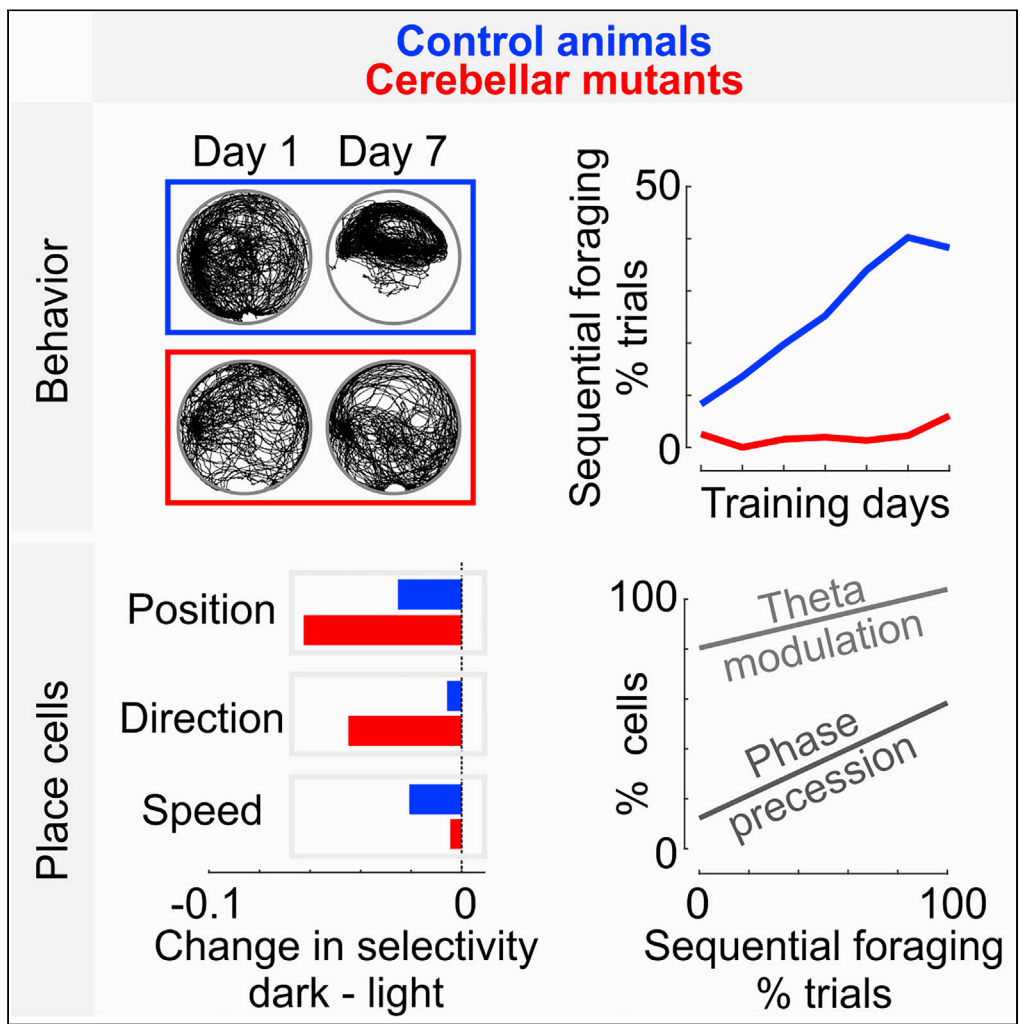 Control animals
Cerebellar mutants
Behavior
Day 1 Day 7
Sequential foraging
% trials
50
0
Training days
Place cells
Position
Direction
Speed
-0.1 0
Change in selectivity
dark - light
% cells
100
0
Theta
modulation
Phase
precession
0 100
Sequential foraging
% trials